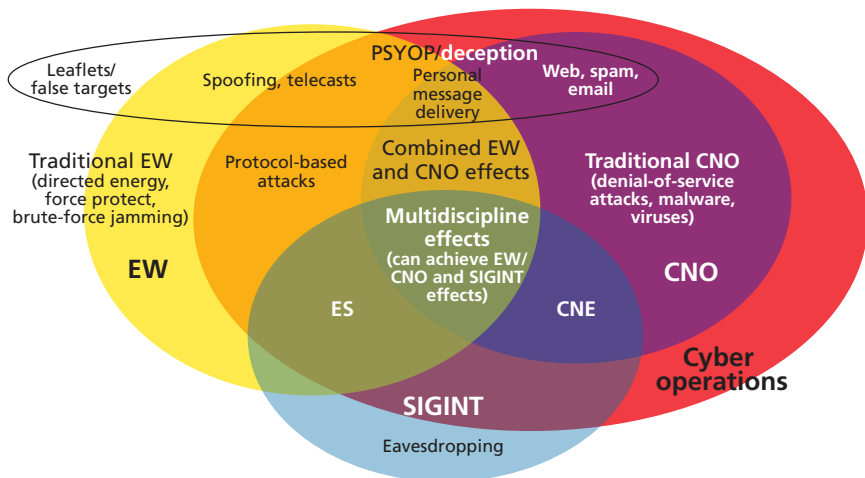 PSYOP/deception
Leaflets/
false targets
Spoofing, telecasts
Personal
message
delivery
Web, spam,
email
Traditional EW
(directed energy,
force protect,
brute-force jamming)
EW
Protocol-based
attacks
Combined EW
and CNO effects
Traditional CNO
(denial-of-service
attacks, malware,
viruses)
CNO
Multidiscipline
effects
(can achieve EW/
CNO and SIGINT
effects)
ES
CNE
Cyber
operations
SIGINT
Eavesdropping